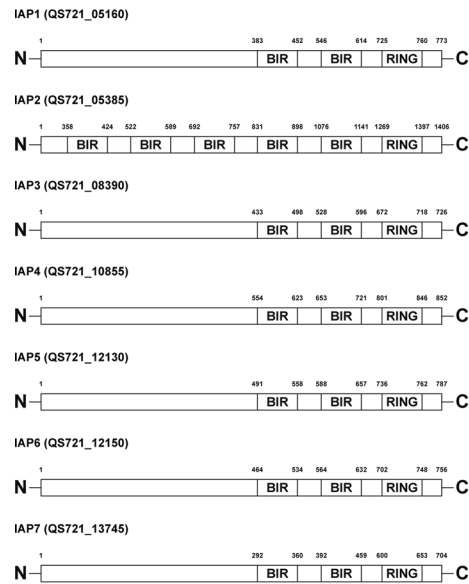 IAP1 (QS721_05160)
1 383 452 546 614 725 760 773
N BIR BIR RING C
IAP2 (QS721_05385)
1 358 424 522 589 692 757 831 898 1076 1141 1269 1397 1406
N BIR BIR BIR BIR BIR RING C
IAP3 (QS721_08390)
1 433 498 528 596 672 718 726
N BIR BIR RING C
IAP4 (QS721_10855)
1 554 623 653 721 801 846 852
N BIR BIR RING C
IAP5 (QS721_12130)
1 491 558 588 657 736 762 787
N BIR BIR RING C
IAP6 (QS721_12150)
1 464 534 564 632 702 748 756
N BIR BIR RING C
IAP7 (QS721_13745)
1 292 360 392 459 600 653 704
N BIR BIR RING C